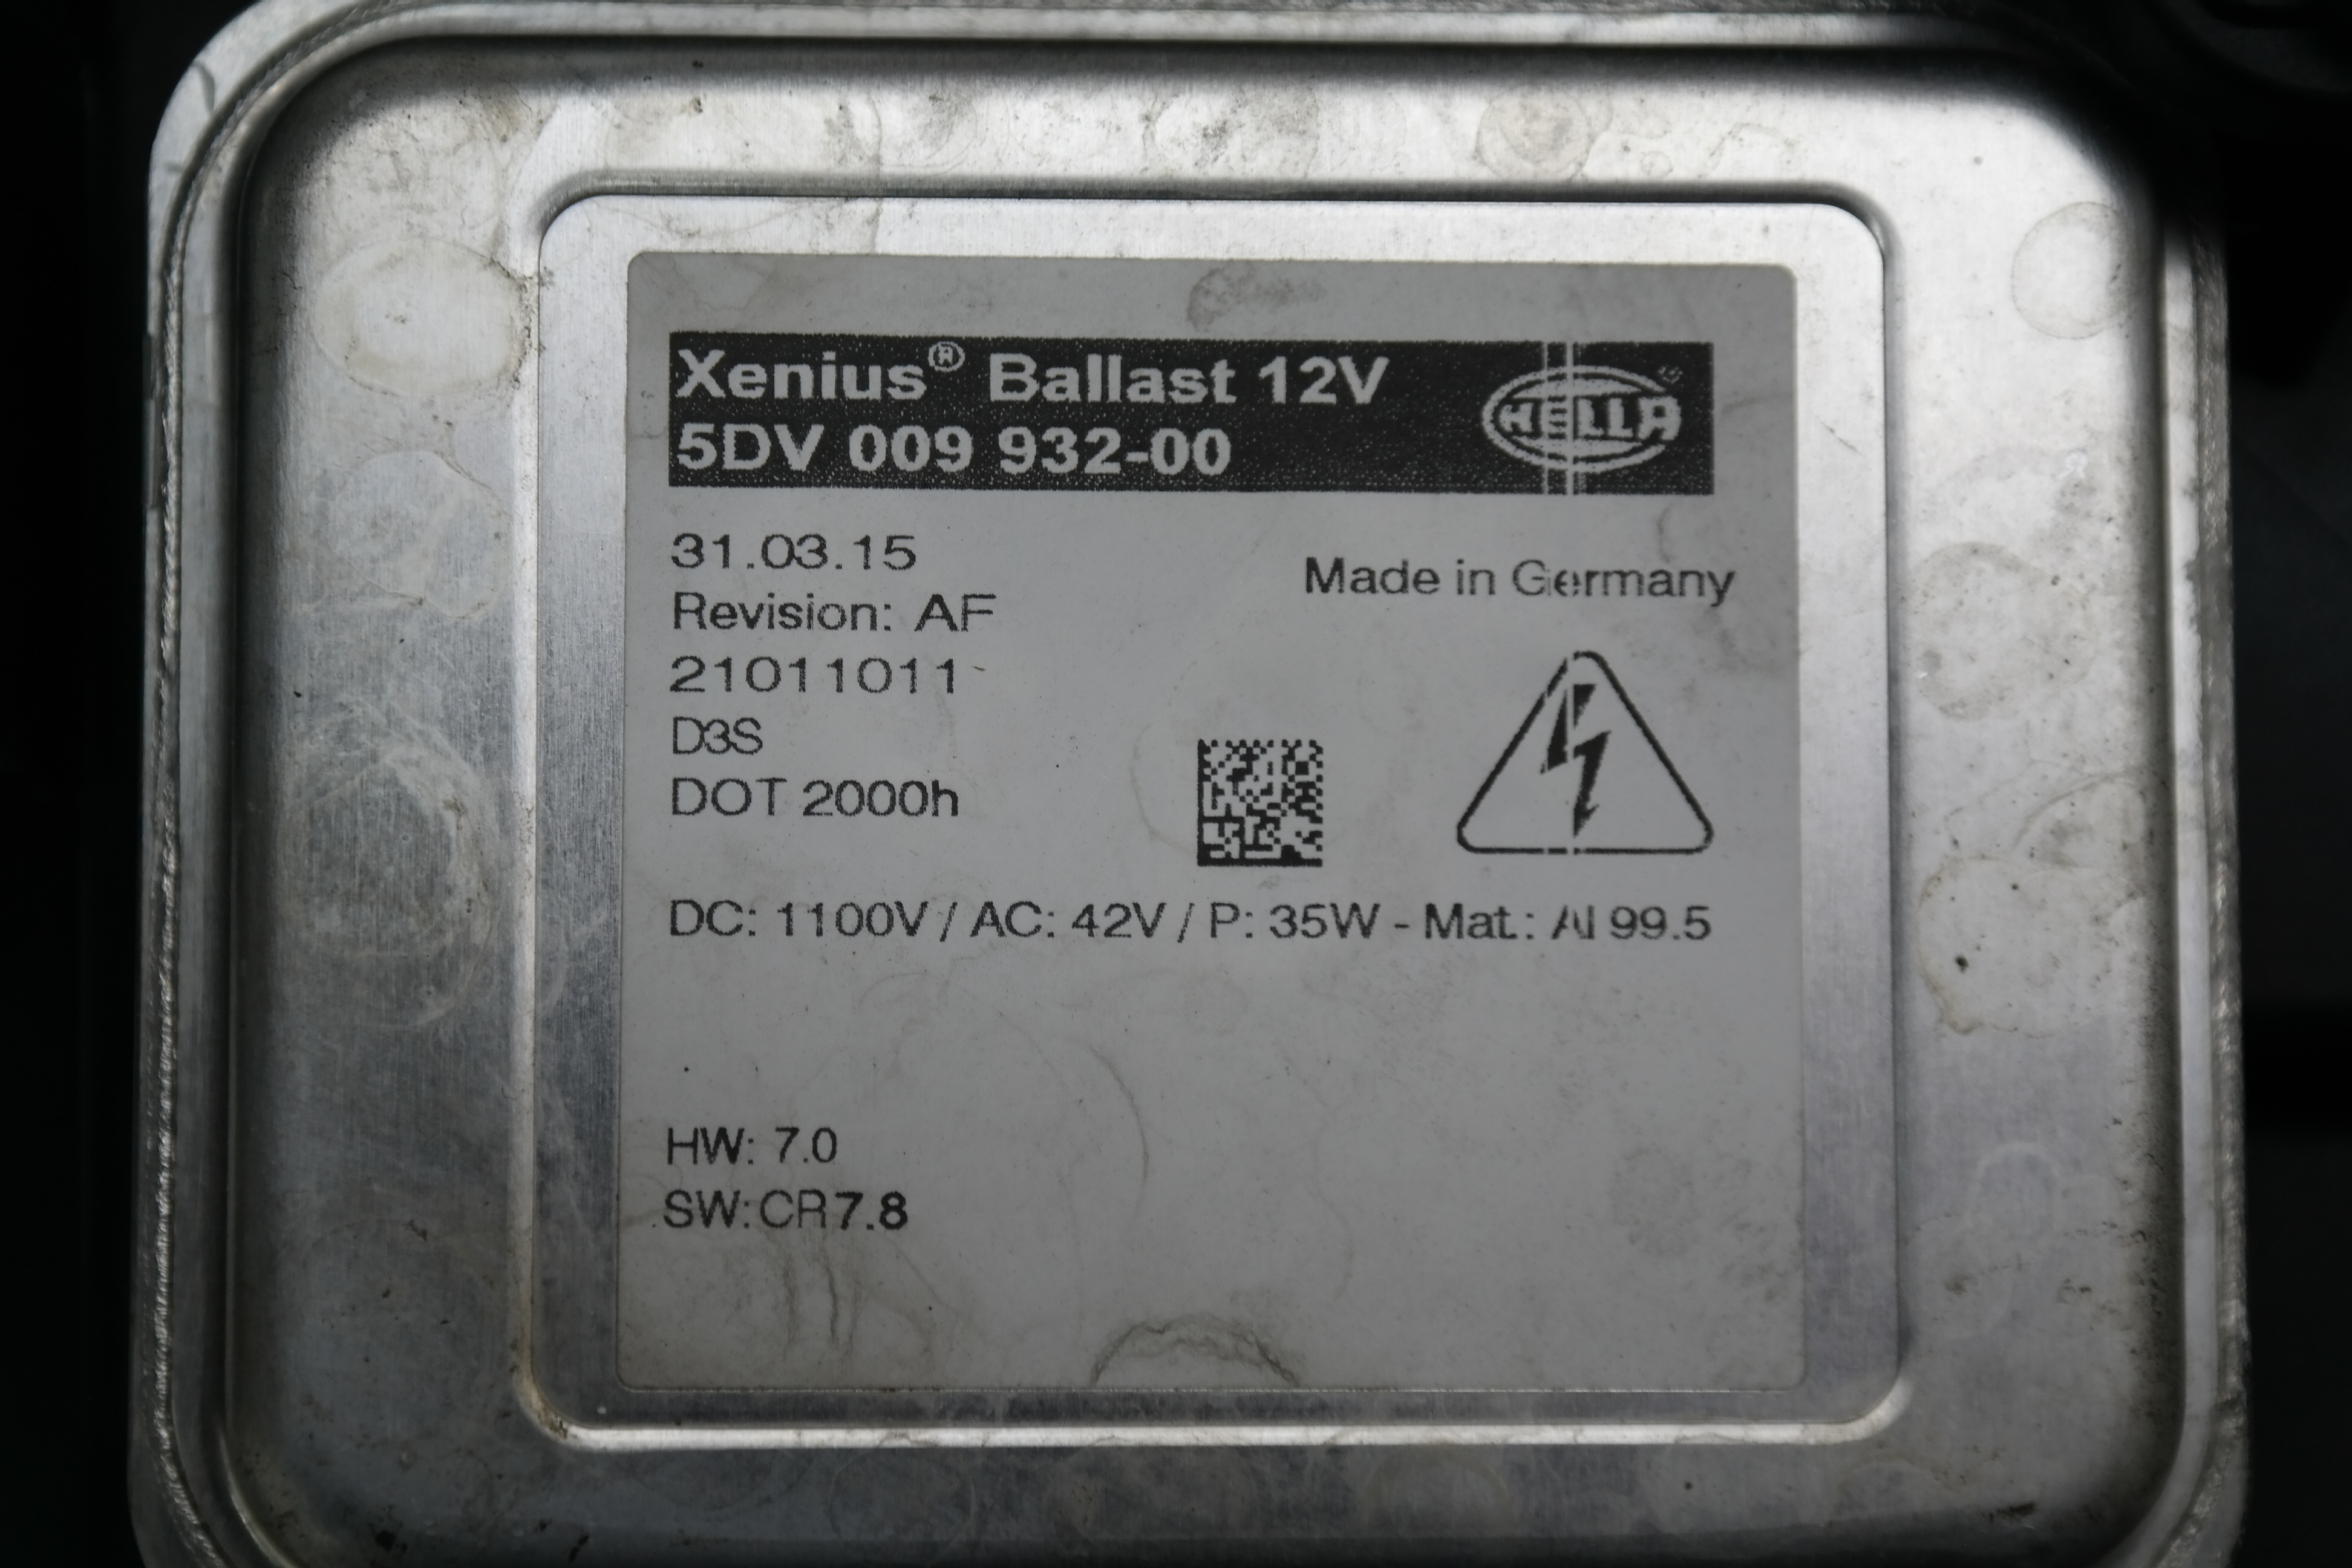 Xenius® Ballast 12V
5DV 009 932-00
HELLA
31.03.15
Made in Germany
Revision: AF
21011011
D3S
DOT 2000h
DC: 1100V / AC: 42V / P: 35W - Mat.: Al 99.5
HW: 7.0
SW: CR7.8